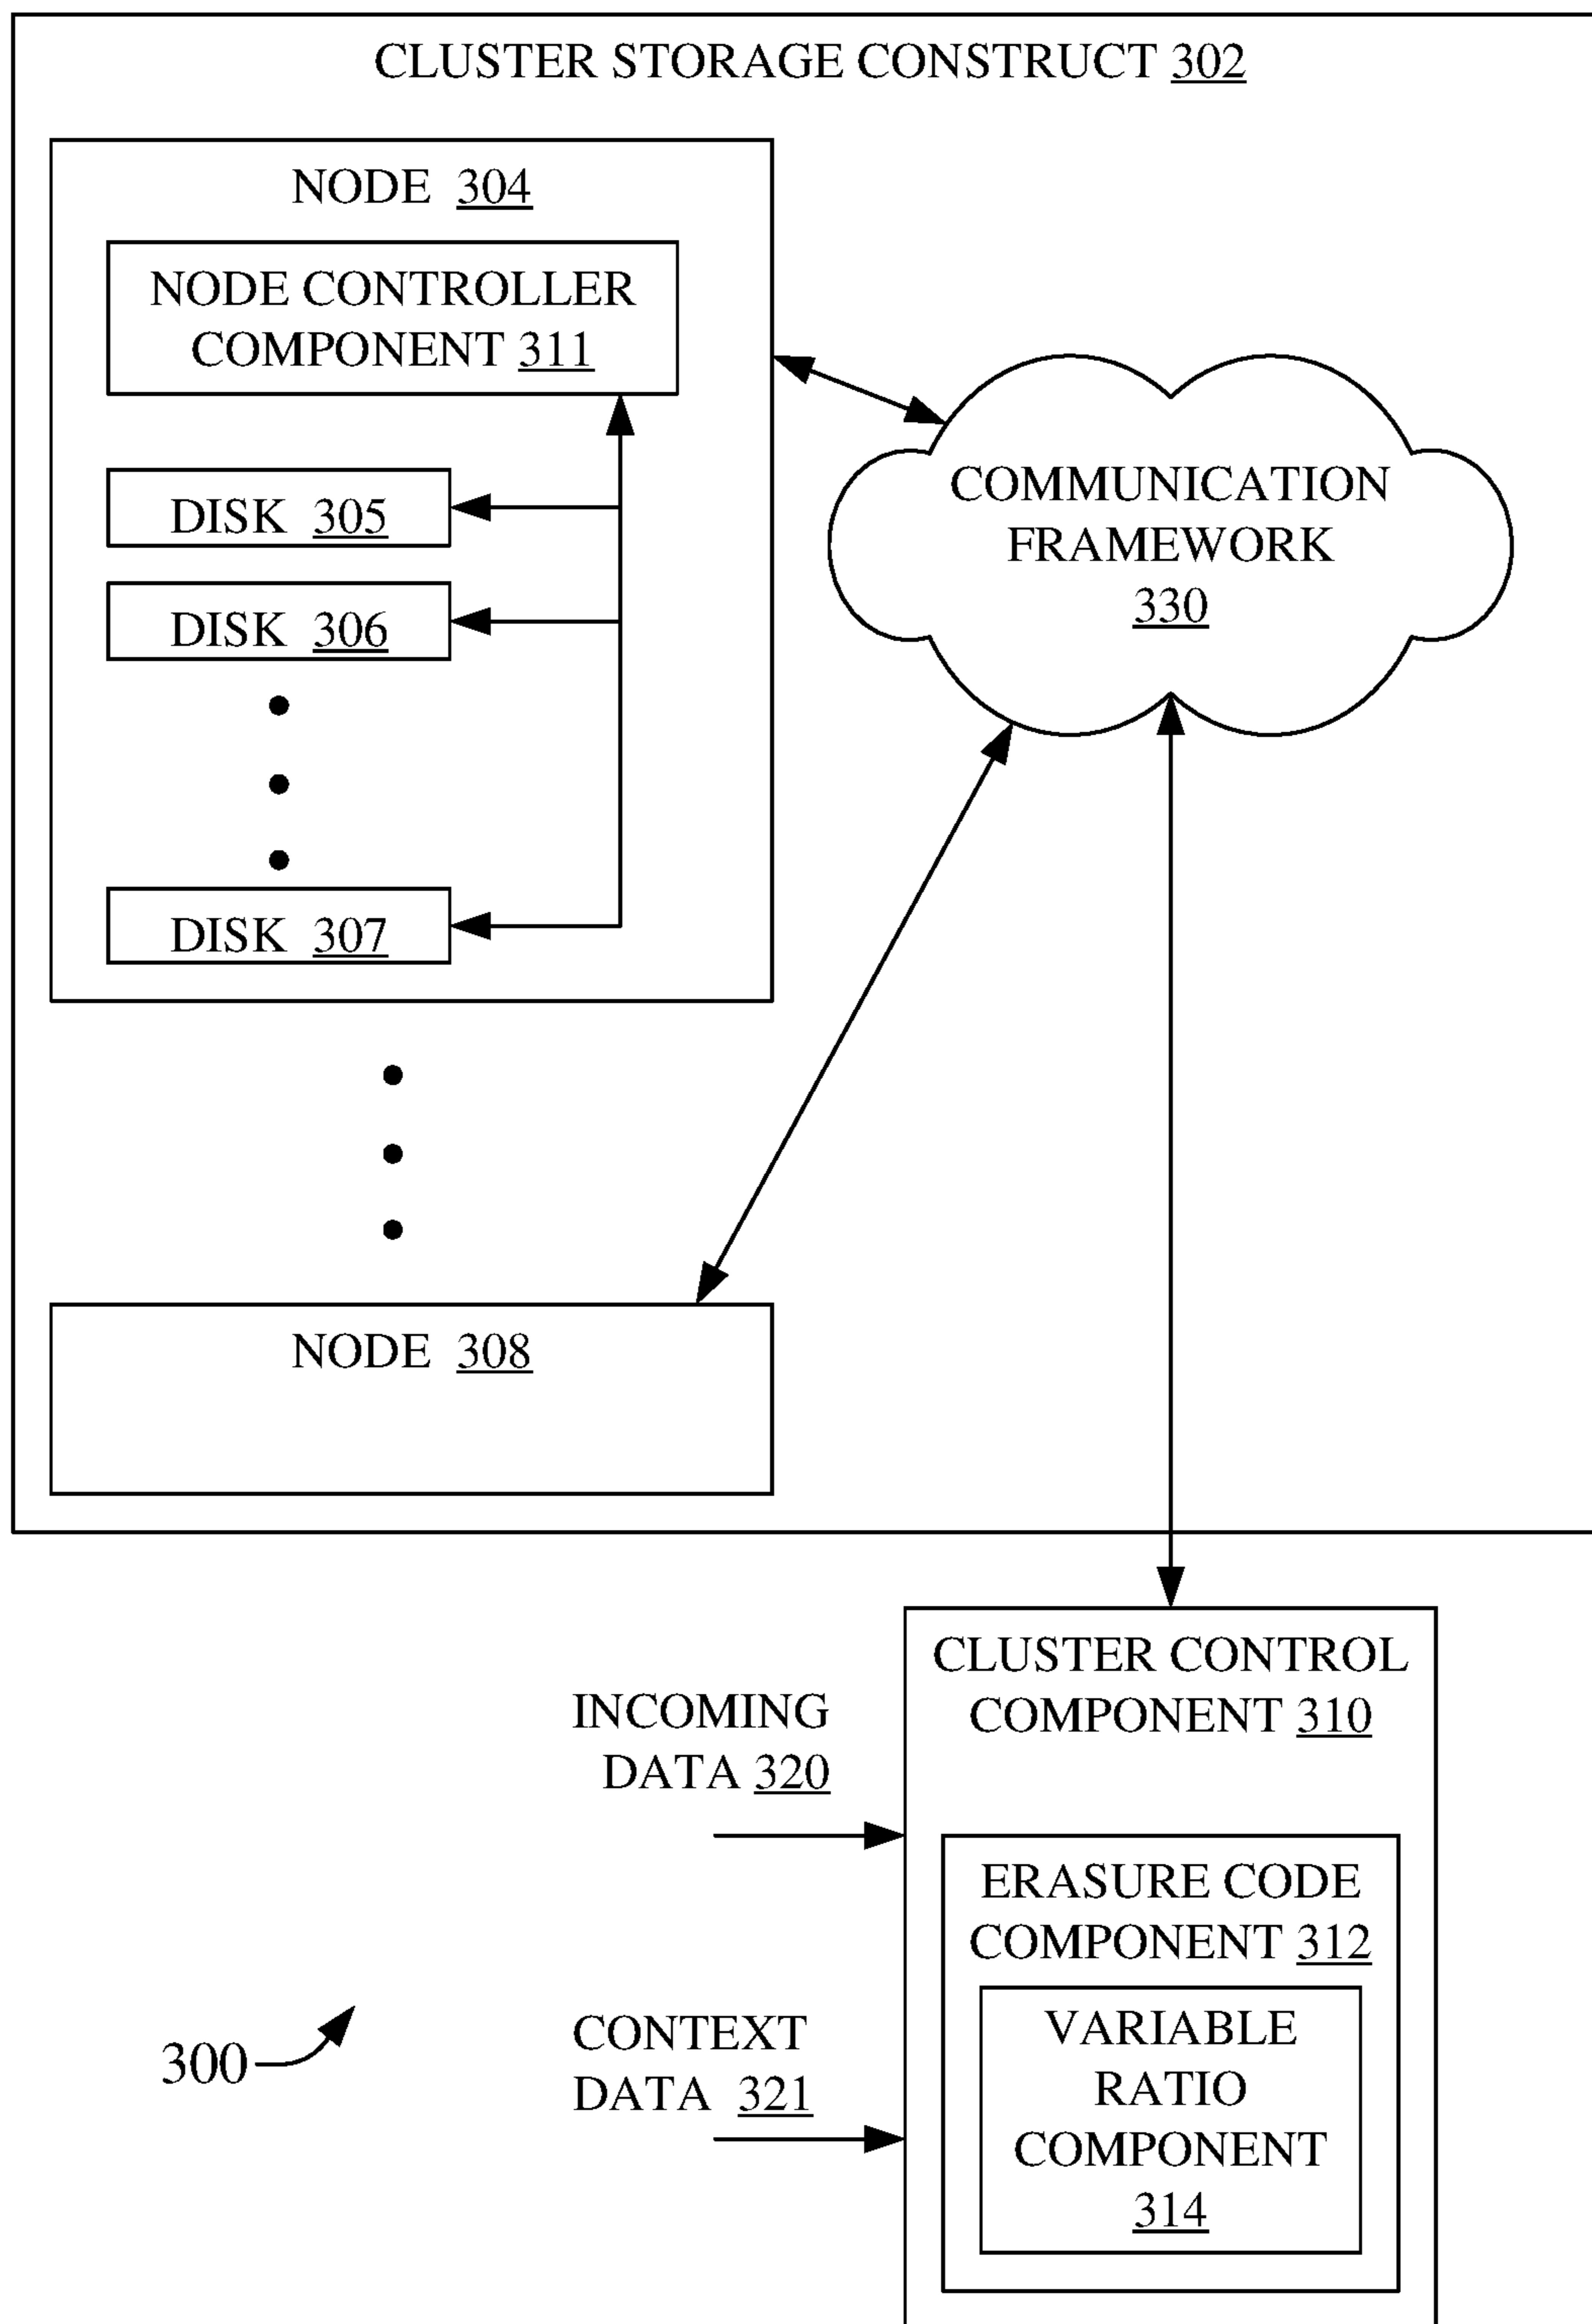 CLUSTER STORAGE CONSTRUCT 302
NODE 304
NODE CONTROLLER
COMPONENT 311
DISK 305
DISK 306
DISK 307
COMMUNICATION
FRAMEWORK
330
NODE 308
CLUSTER CONTROL
COMPONENT 310
INCOMING
DATA 320
ERASURE CODE
COMPONENT 312
CONTEXT
DATA 321
VARIABLE
RATIO
COMPONENT
314
300